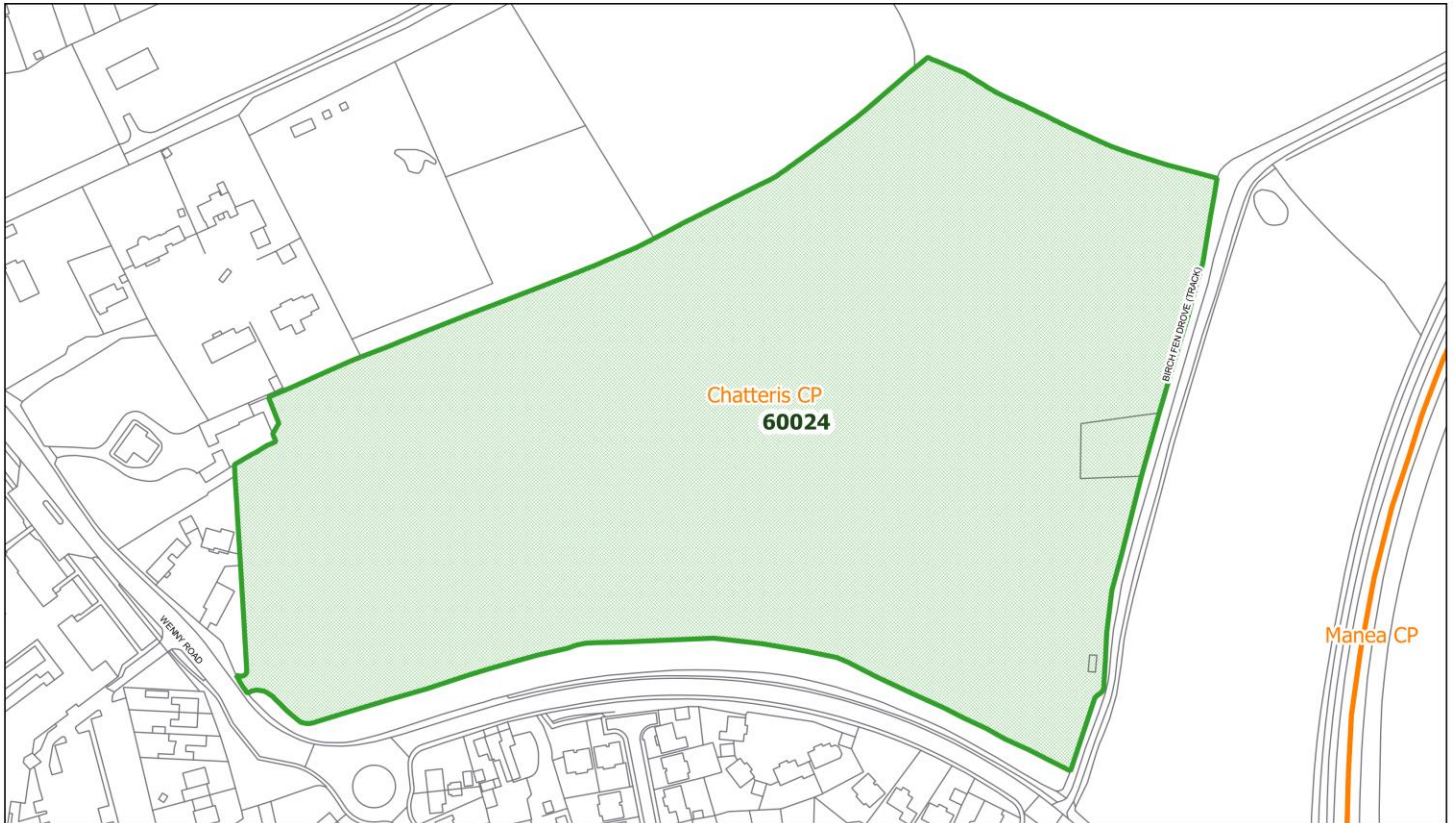 BIRCH FEN DROVE (TRACK)
Chatteris CP
60024
WENNY ROAD
Manea CP